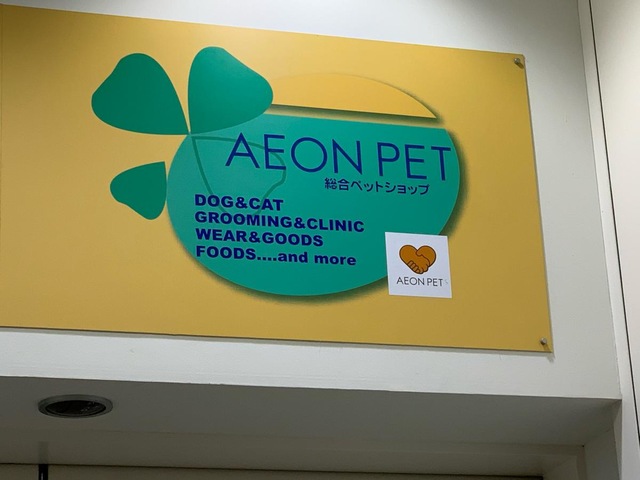 AEON PET
総合ペットショップ
DOG&CAT
GROOMING&CLINIC
WEAR&GOODS
FOODS....and more
AEON PET